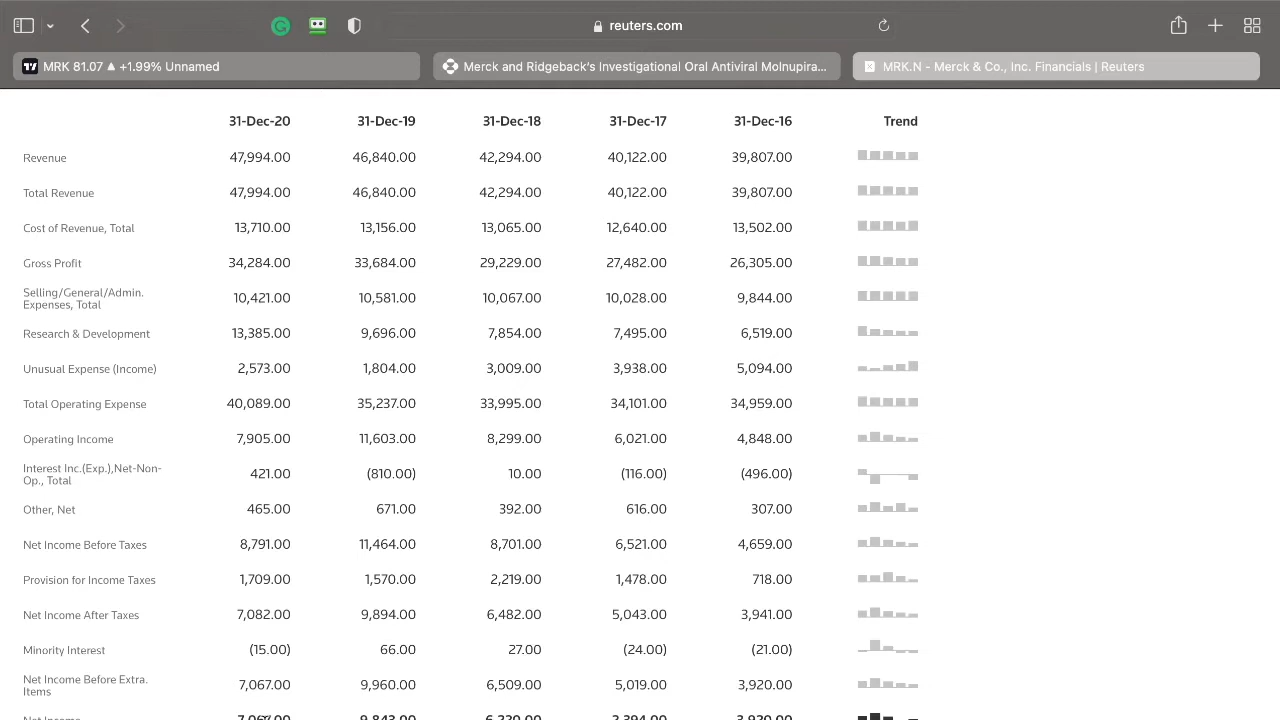 reuters.com
MRK 81.07 ▲ +1.99% Unnamed
Merck and Ridgeback's Investigational Oral Antiviral Molnupira...
MRK.N - Merck & Co., Inc. Financials | Reuters
31-Dec-20 31-Dec-19 31-Dec-18 31-Dec-17 31-Dec-16 Trend
Revenue 47,994.00 46,840.00 42,294.00 40,122.00 39,807.00
Total Revenue 47,994.00 46,840.00 42,294.00 40,122.00 39,807.00
Cost of Revenue, Total 13,710.00 13,156.00 13,065.00 12,640.00 13,502.00
Gross Profit 34,284.00 33,684.00 29,229.00 27,482.00 26,305.00
Selling/General/Admin.
Expenses, Total 10,421.00 10,581.00 10,067.00 10,028.00 9,844.00
Research & Development 13,385.00 9,696.00 7,854.00 7,495.00 6,519.00
Unusual Expense (Income) 2,573.00 1,804.00 3,009.00 3,938.00 5,094.00
Total Operating Expense 40,089.00 35,237.00 33,995.00 34,101.00 34,959.00
Operating Income 7,905.00 11,603.00 8,299.00 6,021.00 4,848.00
Interest Inc.(Exp.),Net-Non-
Op., Total 421.00 (810.00) 10.00 (116.00) (496.00)
Other, Net 465.00 671.00 392.00 616.00 307.00
Net Income Before Taxes 8,791.00 11,464.00 8,701.00 6,521.00 4,659.00
Provision for Income Taxes 1,709.00 1,570.00 2,219.00 1,478.00 718.00
Net Income After Taxes 7,082.00 9,894.00 6,482.00 5,043.00 3,941.00
Minority Interest (15.00) 66.00 27.00 (24.00) (21.00)
Net Income Before Extra.
Items 7,067.00 9,960.00 6,509.00 5,019.00 3,920.00
Net Income